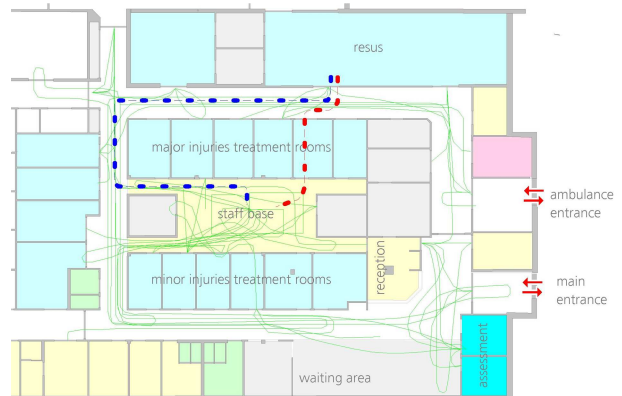 resus
major injuries treatment rooms
ambulance
entrance
staff base
reception
main
entrance
minor injuries treatment rooms
assessment
waiting area